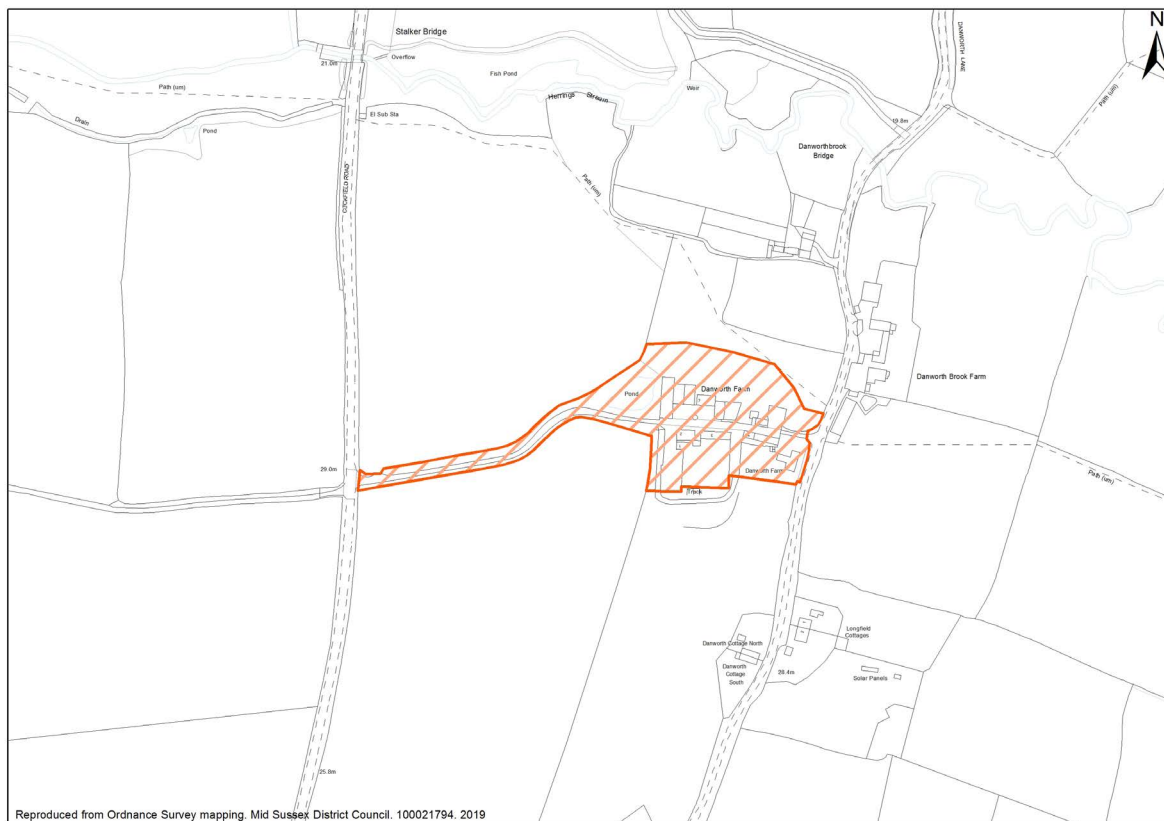 N
Stalker Bridge
Overflow
21.0m
Fish Pond
Path (um)
DANWORTH LANE
Weir
Path (um)
Herrings Stream
El Sub Sta
Drain
Pond
19.8m
Danworthbrook
Bridge
CUCKFIELD ROAD
Path (um)
Danworth Brook Farm
Danworth Farm
Pond
29.0m
Danworth Farm
Path (um)
Track
Longfield
Cottages
Danworth Cottage North
Danworth
Cottage
South
28.4m
Solar Panels
25.8m
Reproduced from Ordnance Survey mapping. Mid Sussex District Council. 100021794. 2019